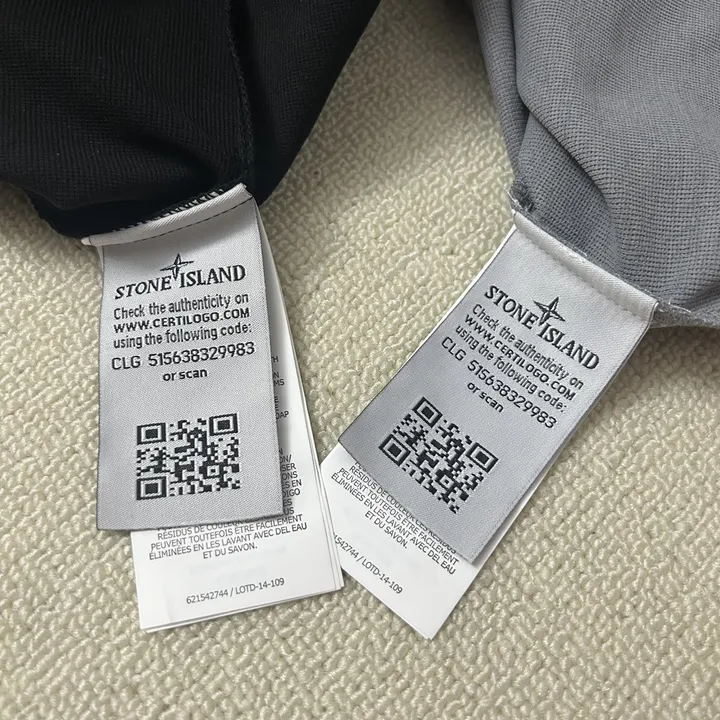 STONE ISLAND
Check the authenticity on
WWW.CERTILOGO.COM
using the following code:
CLG 515638329983
or scan
RÉSIDUS DE COULEUR
PEUVENT TOUTEFOIS ÊTRE FACILEMENT
ÉLIMINÉES EN LES LAVANT AVEC DEL EAU
ET DU SAVON.
621542744 / LOTD-14-109
STONE ISLAND
Check the authenticity on
WWW.CERTILOGO.COM
using the following code:
CLG 515638329983
or scan
RÉSIDUS DE COULEUR
PEUVENT TOUTEFOIS ÊTRE FACILEMENT
ÉLIMINÉES EN LES LAVANT AVEC DEL EAU
ET DU SAVON.
542744 / LOTD-14-109